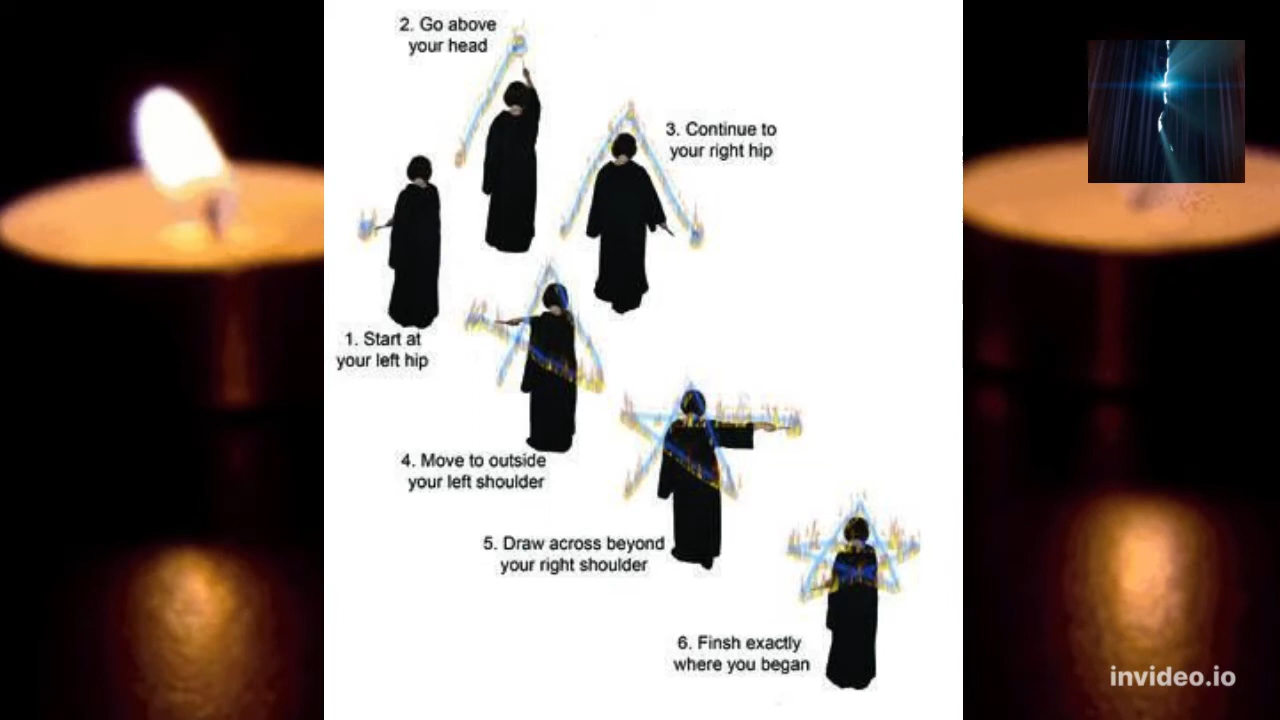 2. Go above
your head
3. Continue to
your right hip
1. Start at
your left hip
4. Move to outside
your left shoulder
5. Draw across beyond
your right shoulder
6. Finsh exactly
where you began
invideo.io